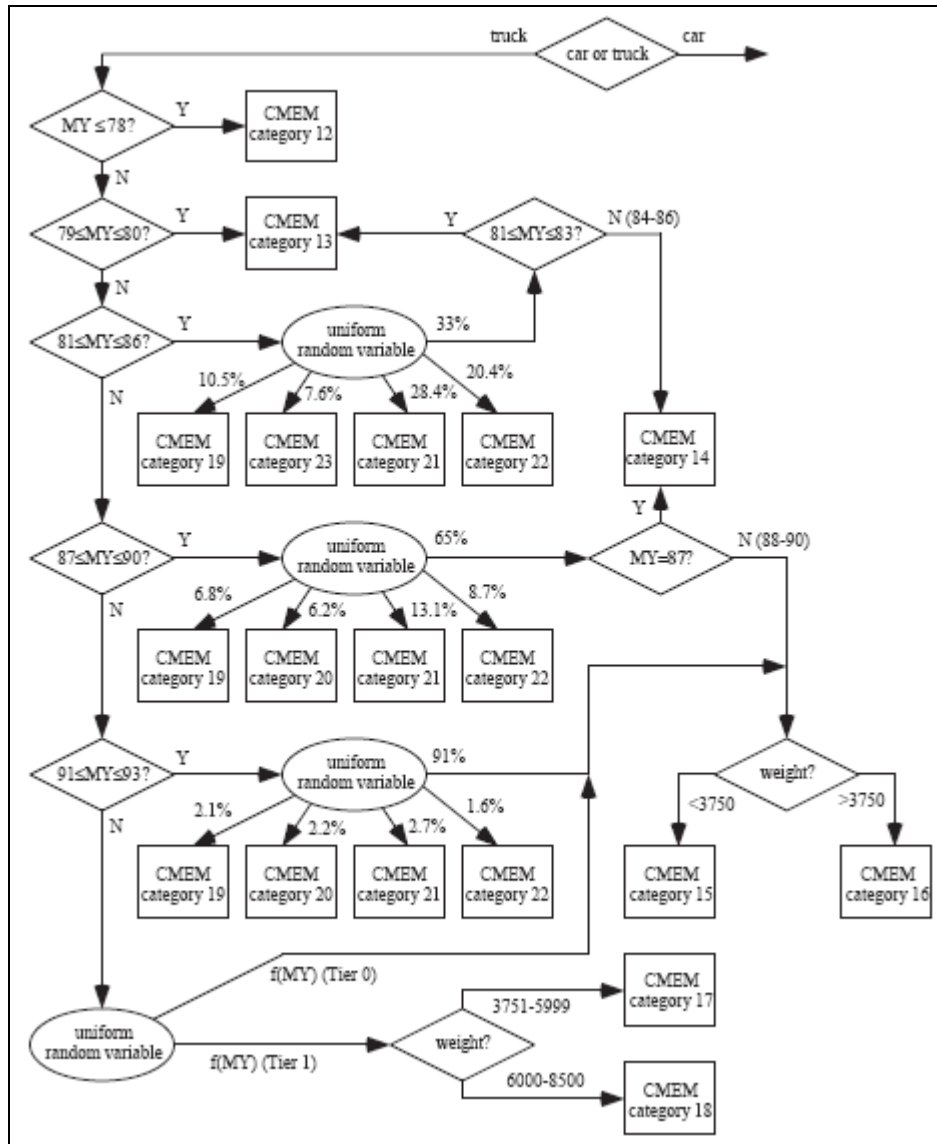 truck
car or truck
car
MY ≤78?
Y
CMEM
category 12
N
79≤MY≤80?
Y
CMEM
category 13
Y
81≤MY≤83?
N (84-86)
N
81≤MY≤86?
Y
uniform
random variable
33%
10.5%
7.6%
28.4%
20.4%
N
CMEM
category 19
CMEM
category 23
CMEM
category 21
CMEM
category 22
CMEM
category 14
Y
87≤MY≤90?
Y
uniform
random variable
65%
MY=87?
N (88-90)
6.8%
6.2%
13.1%
8.7%
N
CMEM
category 19
CMEM
category 20
CMEM
category 21
CMEM
category 22
91≤MY≤93?
Y
uniform
random variable
91%
weight?
<3750
>3750
2.1%
2.2%
2.7%
1.6%
N
CMEM
category 19
CMEM
category 20
CMEM
category 21
CMEM
category 22
CMEM
category 15
CMEM
category 16
f(MY) (Tier 0)
uniform
random variable
f(MY) (Tier 1)
weight?
3751-5999
CMEM
category 17
6000-8500
CMEM
category 18